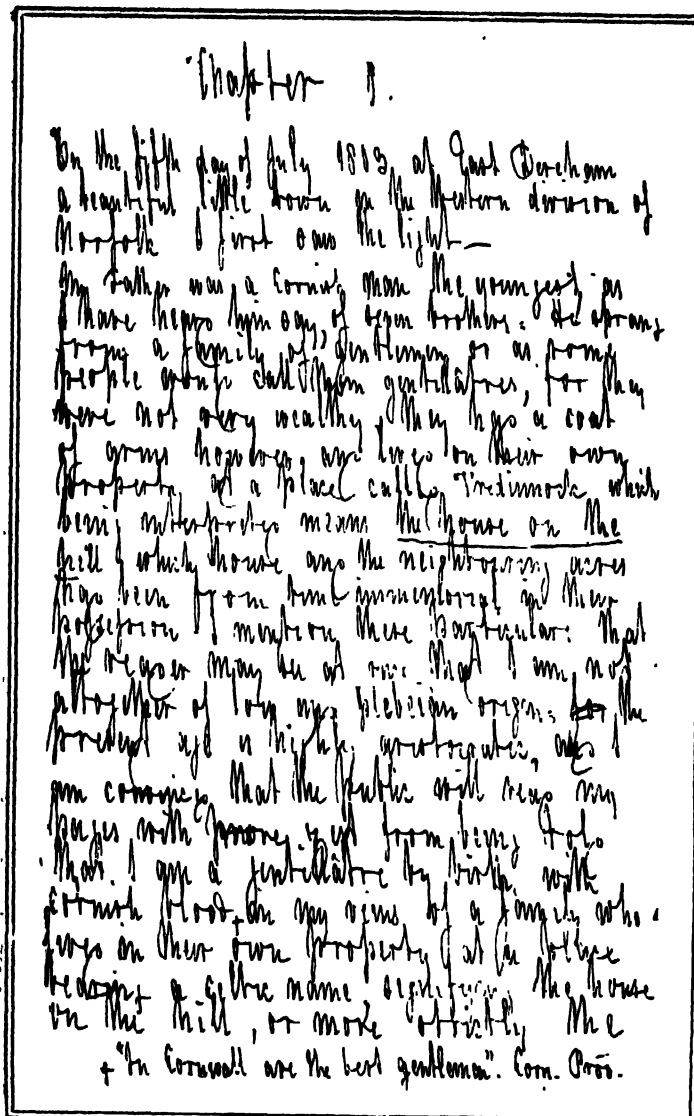 Chapter 1.
On the fifth day of July 1803, at East Dereham
a beautiful little town in the Western division of
Norfolk I first saw the light —
My Father was a Cornish man the youngest, as
I have heard him say, of seven brothers. He sprang
from a family of gentlemen, or as some
people would call them gentillâtres, for they
were not very wealthy. They had a coat
of arms however, and lived on their own
property at a place called Tredinnock which
being interpreted means the house on the
hill, which house and the neighbouring acres
had been from time immemorial in their
possession. I mention these particulars that
the reader may see at once that I am not
altogether of low and plebeian origin, the
present age is highly aristocratic, and I
am convinced that the public will read my
pages with more zest from being told
that I am a gentillâtre by birth with
Cornish blood + in my veins, of a family who
lived on their own property at a place
bearing a Celtic name, signifying the house
on the hill, or more strictly the
+ "In Cornwall are the best gentlemen". Corn. Prov.